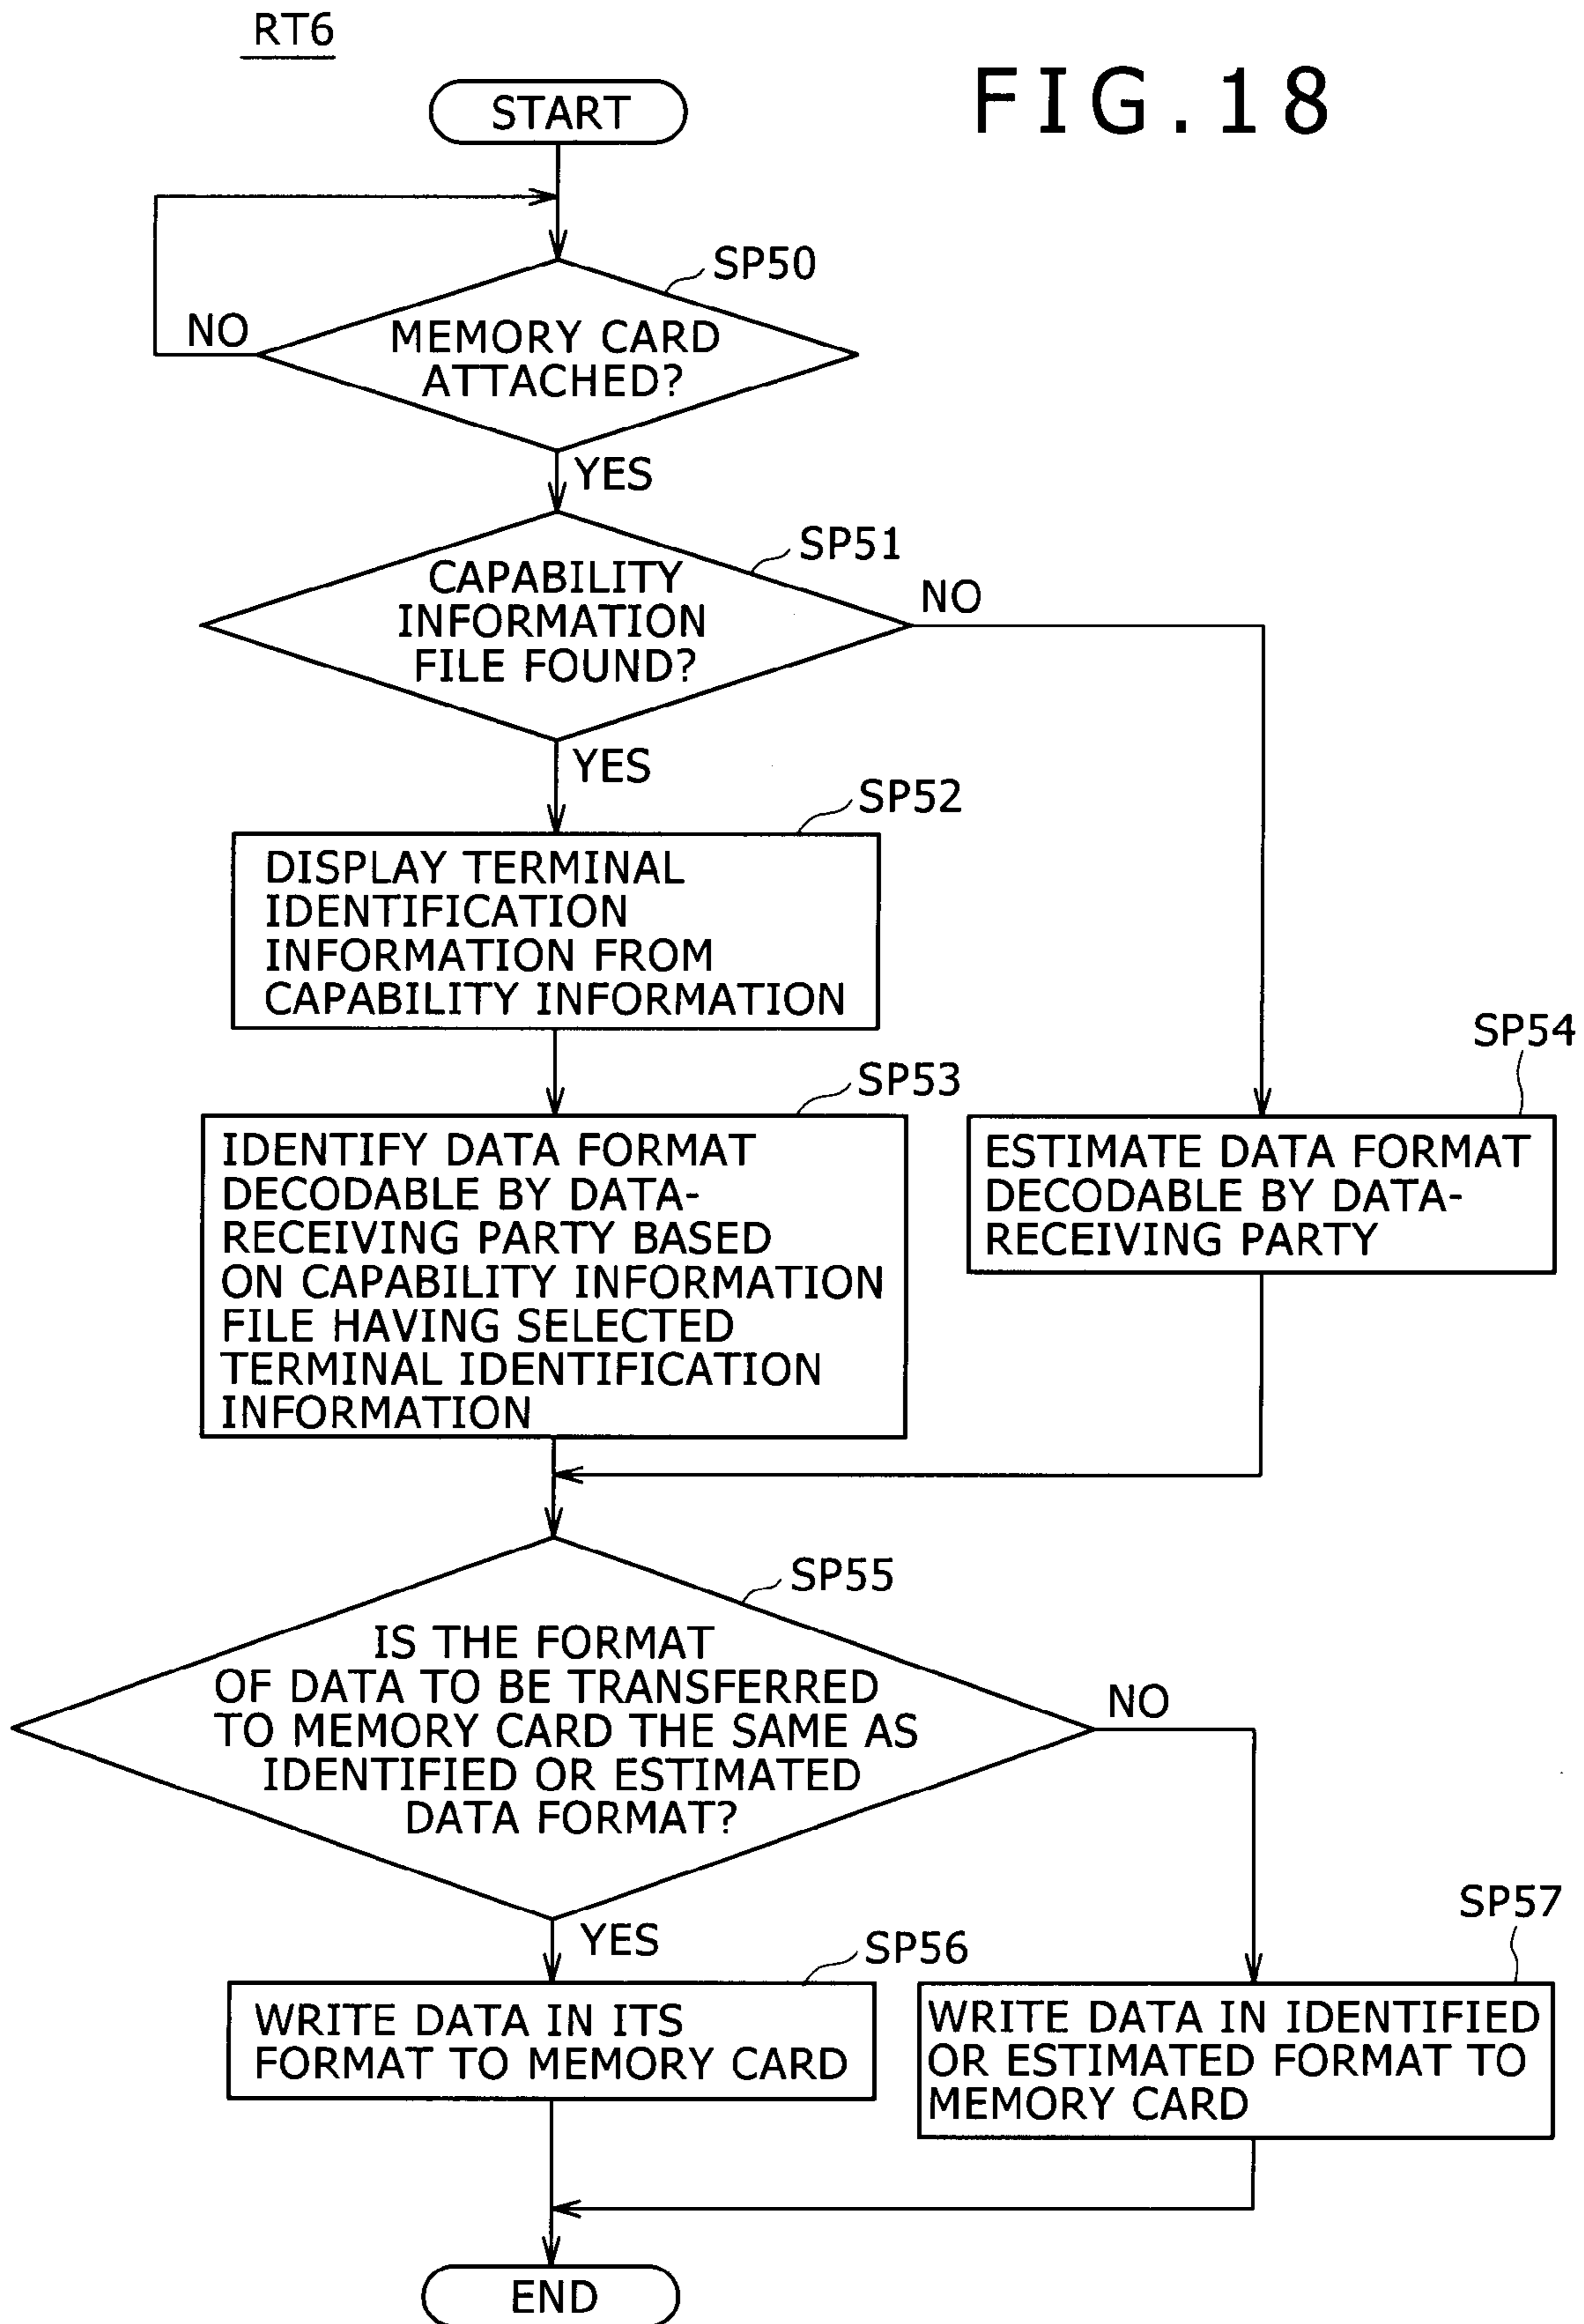 RT6
FIG.18
START
SP50
NO
MEMORY CARD
ATTACHED?
YES
SP51
CAPABILITY
INFORMATION
FILE FOUND?
NO
YES
SP52
DISPLAY TERMINAL
IDENTIFICATION
INFORMATION FROM
CAPABILITY INFORMATION
SP53
IDENTIFY DATA FORMAT
DECODABLE BY DATA-
RECEIVING PARTY BASED
ON CAPABILITY INFORMATION
FILE HAVING SELECTED
TERMINAL IDENTIFICATION
INFORMATION
SP54
ESTIMATE DATA FORMAT
DECODABLE BY DATA-
RECEIVING PARTY
SP55
IS THE FORMAT
OF DATA TO BE TRANSFERRED
TO MEMORY CARD THE SAME AS
IDENTIFIED OR ESTIMATED
DATA FORMAT?
NO
YES
SP56
WRITE DATA IN ITS
FORMAT TO MEMORY CARD
SP57
WRITE DATA IN IDENTIFIED
OR ESTIMATED FORMAT TO
MEMORY CARD
END